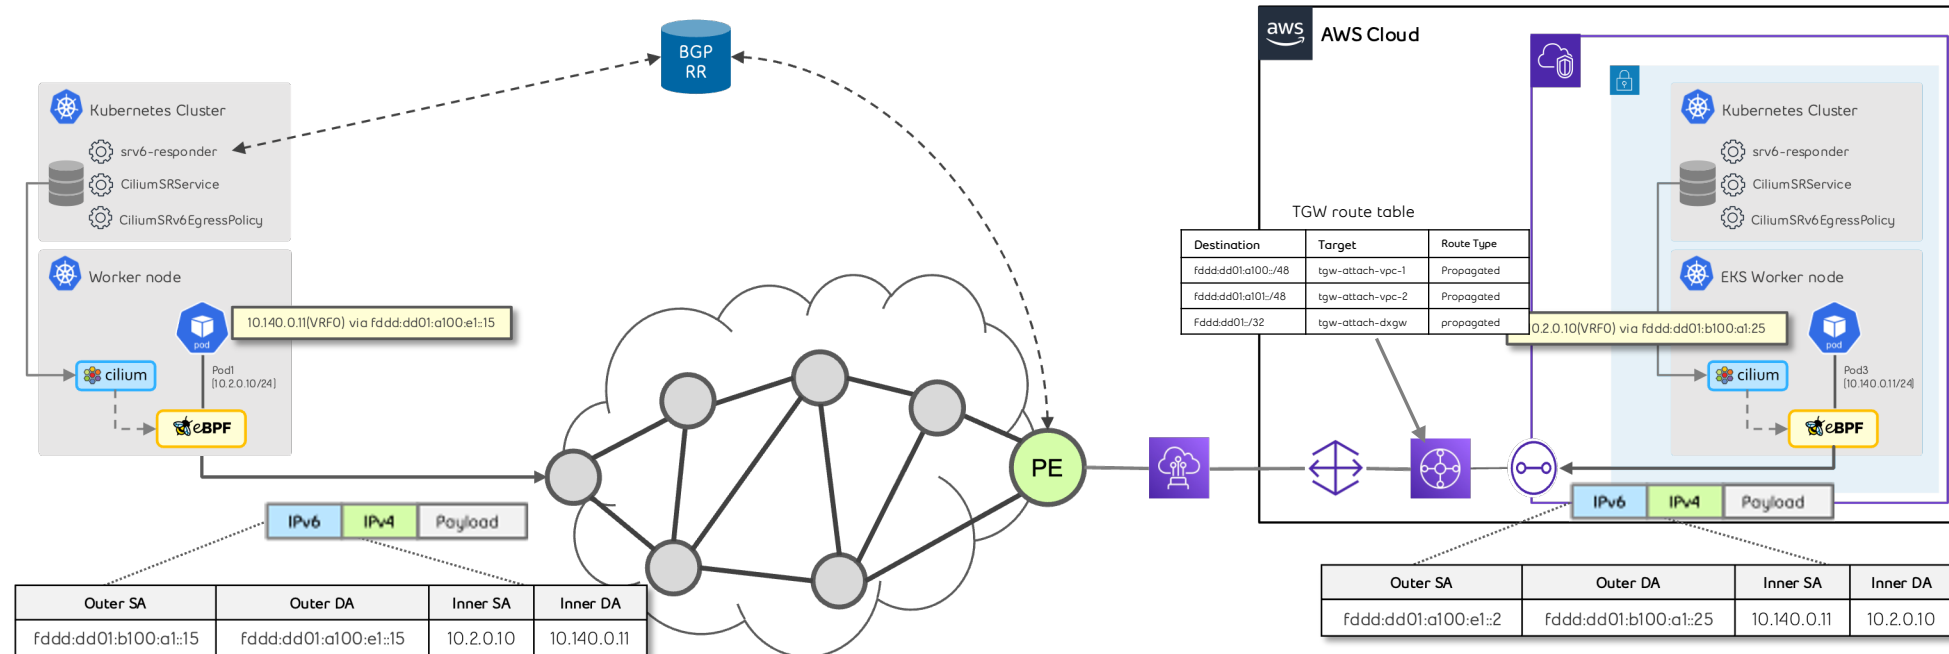 BGP
RR
aws
AWS Cloud
Kubernetes Cluster
srv6-responder
CiliumSRService
CiliumSRv6EgressPolicy
Worker node
10.140.0.11(VRF0) via fddd:dd01:a100:e1::15
pod
Pod1
[10.2.0.10/24]
cilium
eBPF
IPv6 IPv4 Payload
Outer SA Outer DA Inner SA Inner DA
fddd:dd01:b100:a1::15 fddd:dd01:a100:e1::15 10.2.0.10 10.140.0.11
PE
TGW route table
Destination Target Route Type
fddd:dd01:a100::/48 tgw-attach-vpc-1 Propagated
fddd:dd01:a101::/48 tgw-attach-vpc-2 Propagated
Fddd:dd01::/32 tgw-attach-dxgw propagated
Kubernetes Cluster
srv6-responder
CiliumSRService
CiliumSRv6EgressPolicy
EKS Worker node
0.2.0.10(VRF0) via fddd:dd01:b100:a1:25
pod
Pod3
[10.140.0.11/24]
cilium
eBPF
IPv6 IPv4 Payload
Outer SA Outer DA Inner SA Inner DA
fddd:dd01:a100:e1::2 fddd:dd01:b100:a1::25 10.140.0.11 10.2.0.10